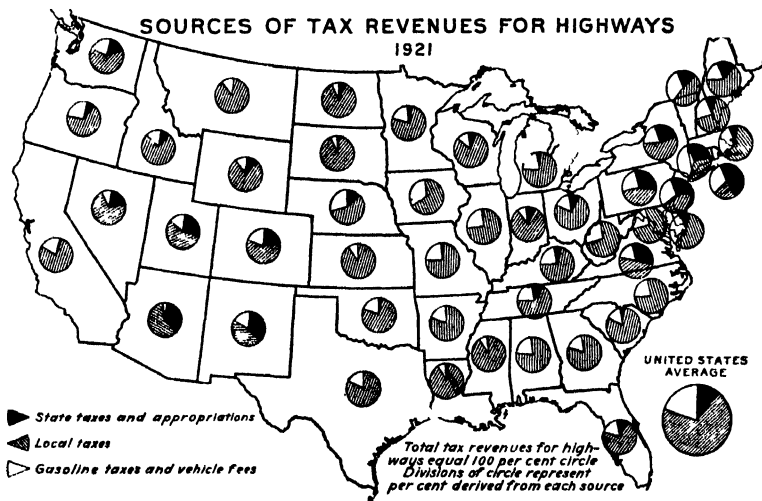 SOURCES OF TAX REVENUES FOR HIGHWAYS
1921
UNITED STATES
AVERAGE
State taxes and appropriations
Local taxes
Gasoline taxes and vehicle fees
Total tax revenues for high-
ways equal 100 per cent circle
Divisions of circle represent
per cent derived from each source